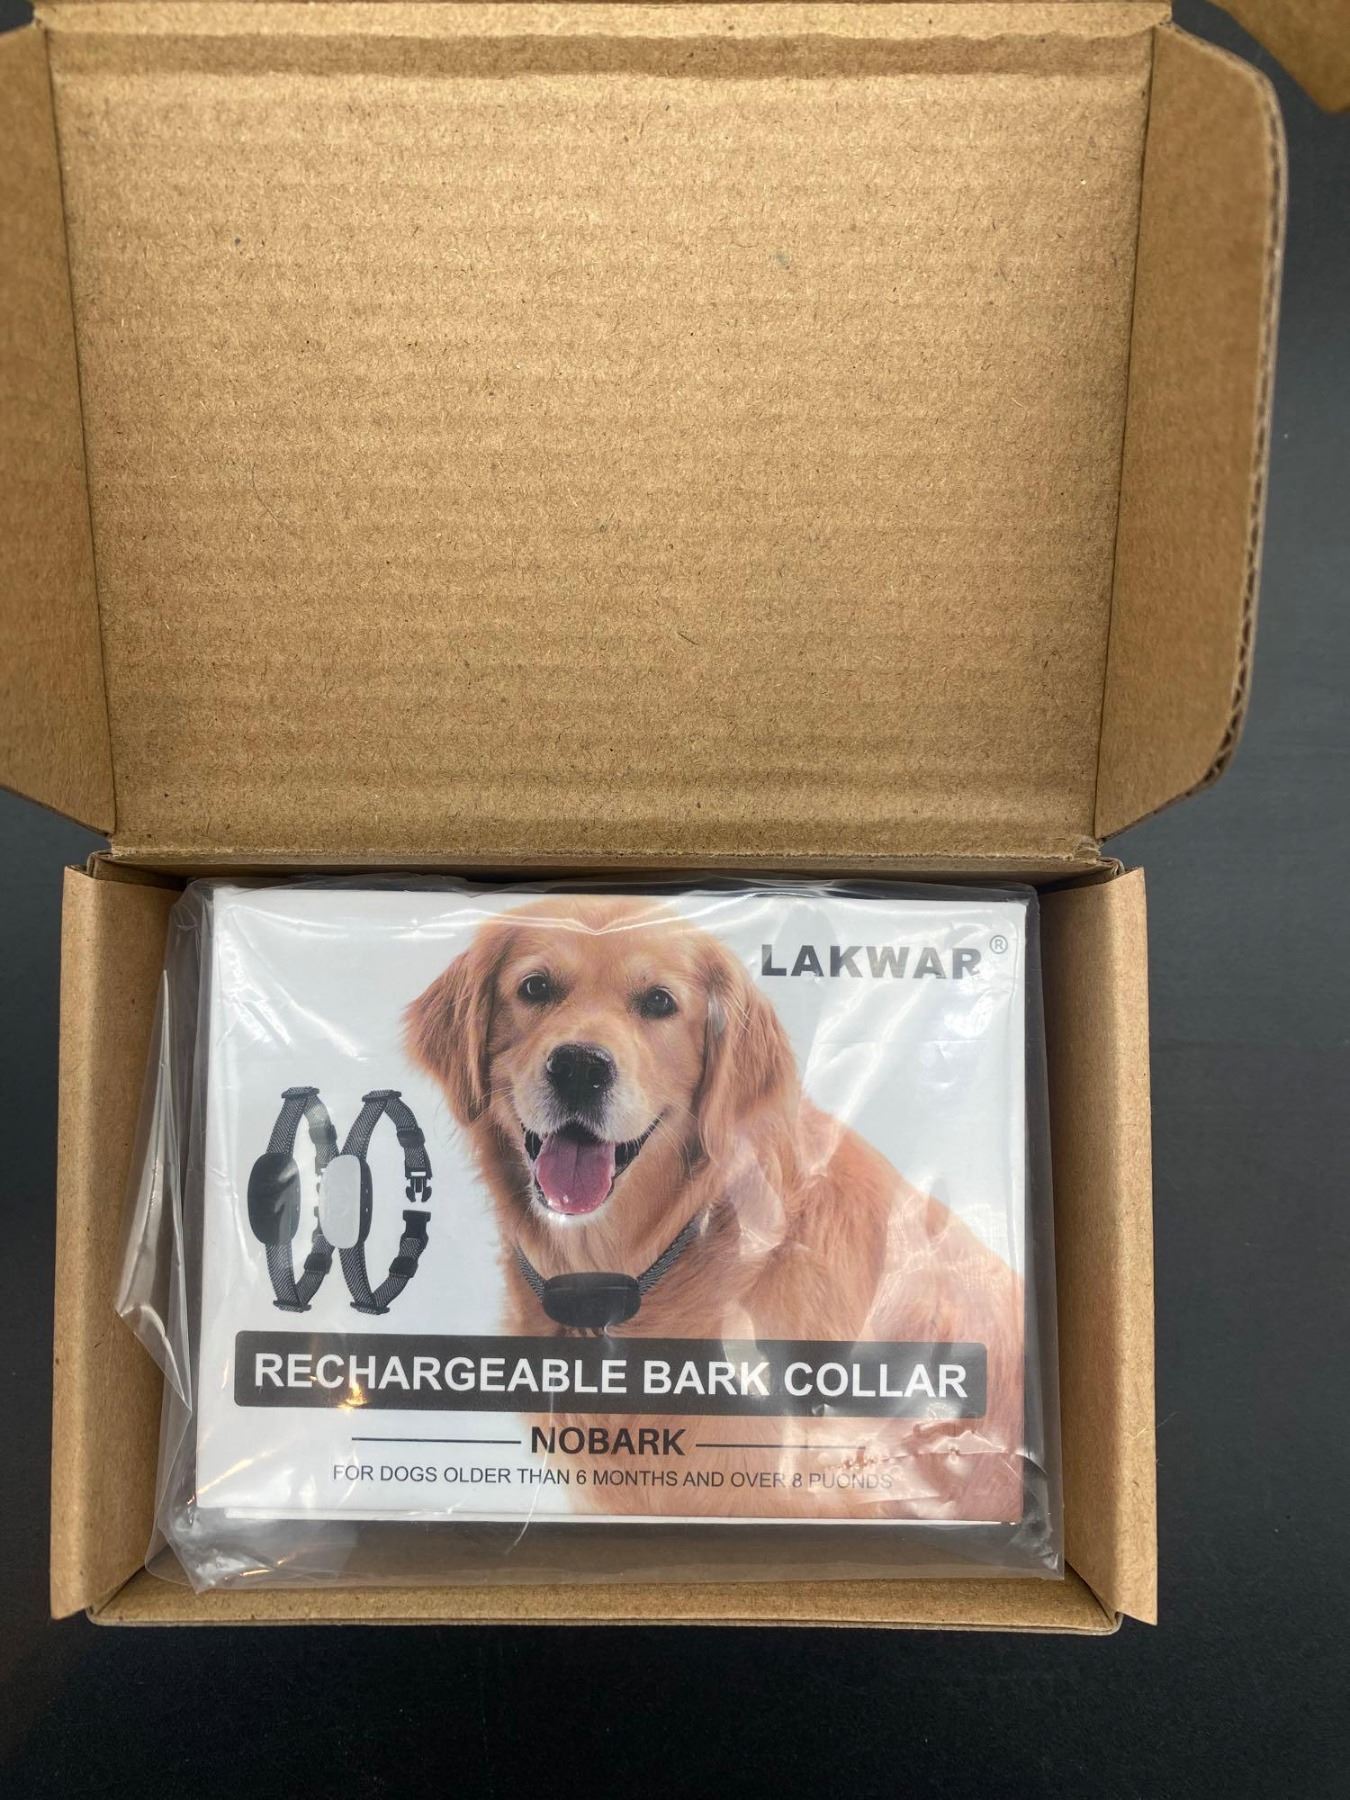 LAKWAR®
RECHARGEABLE BARK COLLAR
NOBARK
FOR DOGS OLDER THAN 6 MONTHS AND OVER 8 PUONDS